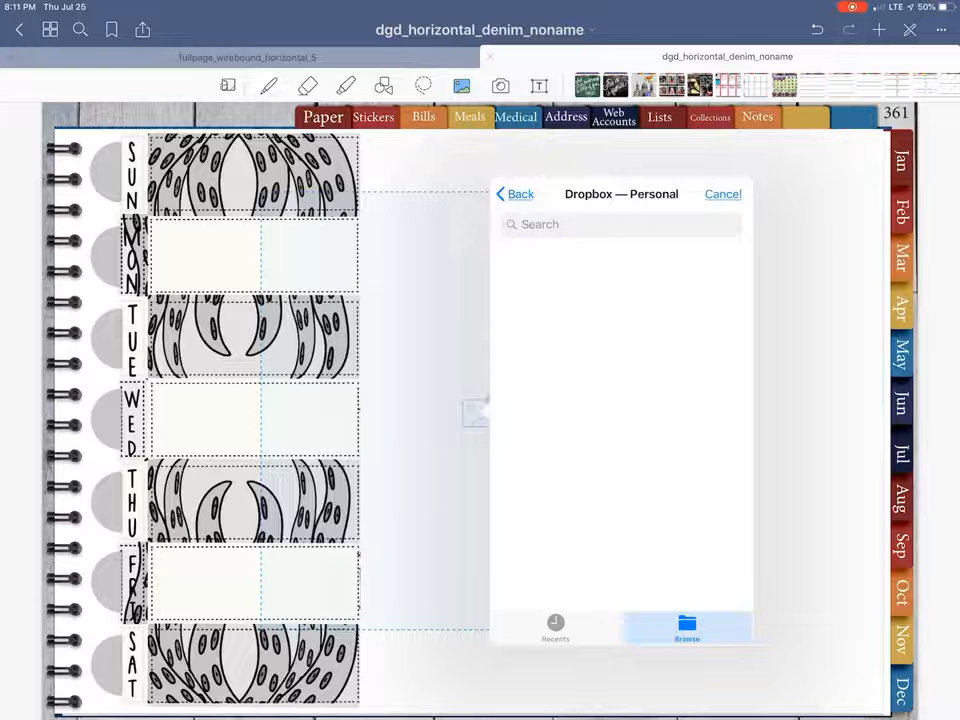 8:11 PM Thu Jul 25
LTE 50%
dgd_horizontal_denim_noname
fullpage_wirebound_horizontal_5
dgd_horizontal_denim_noname
Paper
Stickers
Bills
Meals
Medical
Address
Web
Accounts
Lists
Collections
Notes
361
SUN
MON
TUE
WED
THU
FRI
SAT
Back
Dropbox — Personal
Cancel
Search
Recents
Browse
Jan
Feb
Mar
Apr
May
Jun
Jul
Aug
Sep
Oct
Nov
Dec